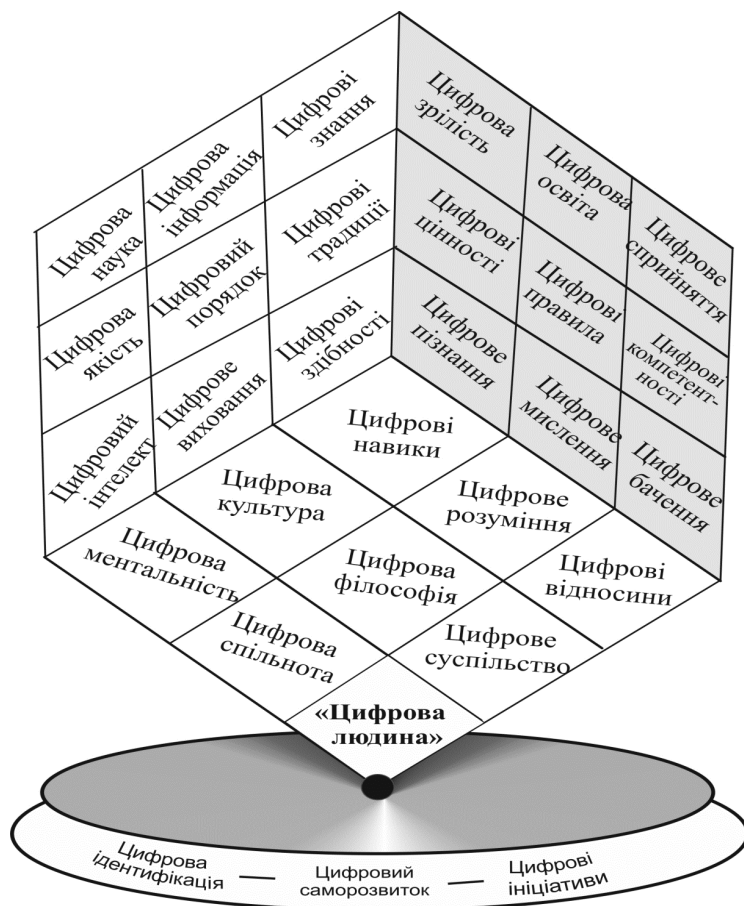 Цифрова
наука
Цифрова
інформація
Цифрові
знання
Цифрова
якість
Цифровий
порядок
Цифрові
традиції
Цифровий
інтелект
Цифрове
виховання
Цифрові
здібності
Цифрова
зрілість
Цифрова
освіта
Цифрове
сприйняття
Цифрові
цінності
Цифрові
правила
Цифрові
компетент-
ності
Цифрове
пізнання
Цифрове
мислення
Цифрове
бачення
Цифрові
навики
Цифрова
культура
Цифрове
розуміння
Цифрова
ментальність
Цифрова
філософія
Цифрові
відносини
Цифрова
спільнота
Цифрове
суспільство
«Цифрова
людина»
Цифрова
ідентифікація
Цифровий
саморозвиток
Цифрові
ініціативи